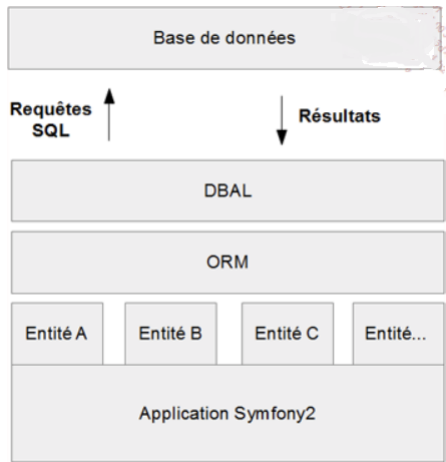 Base de données
Requêtes
SQL
Résultats
DBAL
ORM
Entité A
Entité B
Entité C
Entité...
Application Symfony2